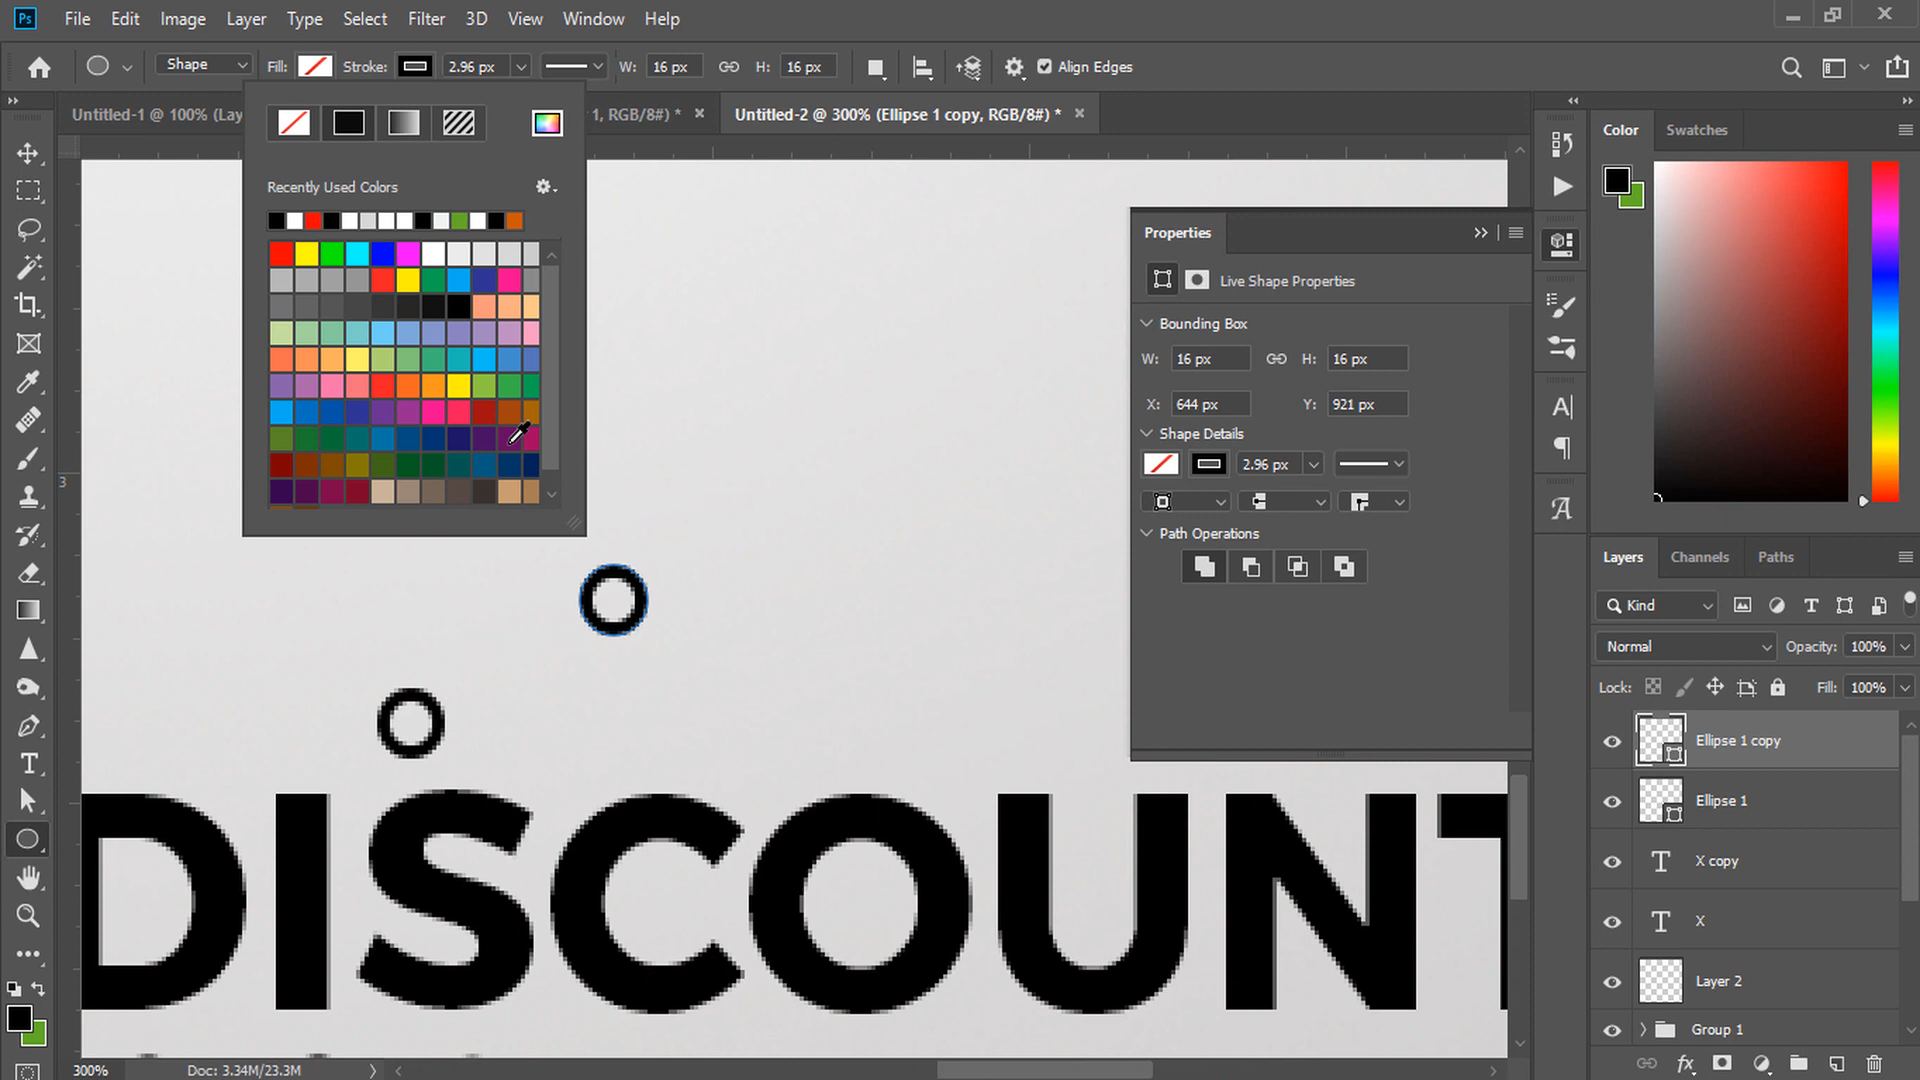 Ps File Edit Image Layer Type Select Filter 3D View Window Help
Shape Fill: Stroke: 2.96 px W: 16 px H: 16 px Align Edges
Untitled-1 @ 100% (Lay 1, RGB/8#) * Untitled-2 @ 300% (Ellipse 1 copy, RGB/8#) *
Recently Used Colors
3
Properties
Live Shape Properties
Bounding Box
W: 16 px H: 16 px
X: 644 px Y: 921 px
Shape Details
2.96 px
Path Operations
Color Swatches
Layers Channels Paths
Kind
Normal Opacity: 100%
Lock: Fill: 100%
Ellipse 1 copy
Ellipse 1
X copy
X
Layer 2
Group 1
DISCOUNT
300% Doc: 3.34M/23.3M